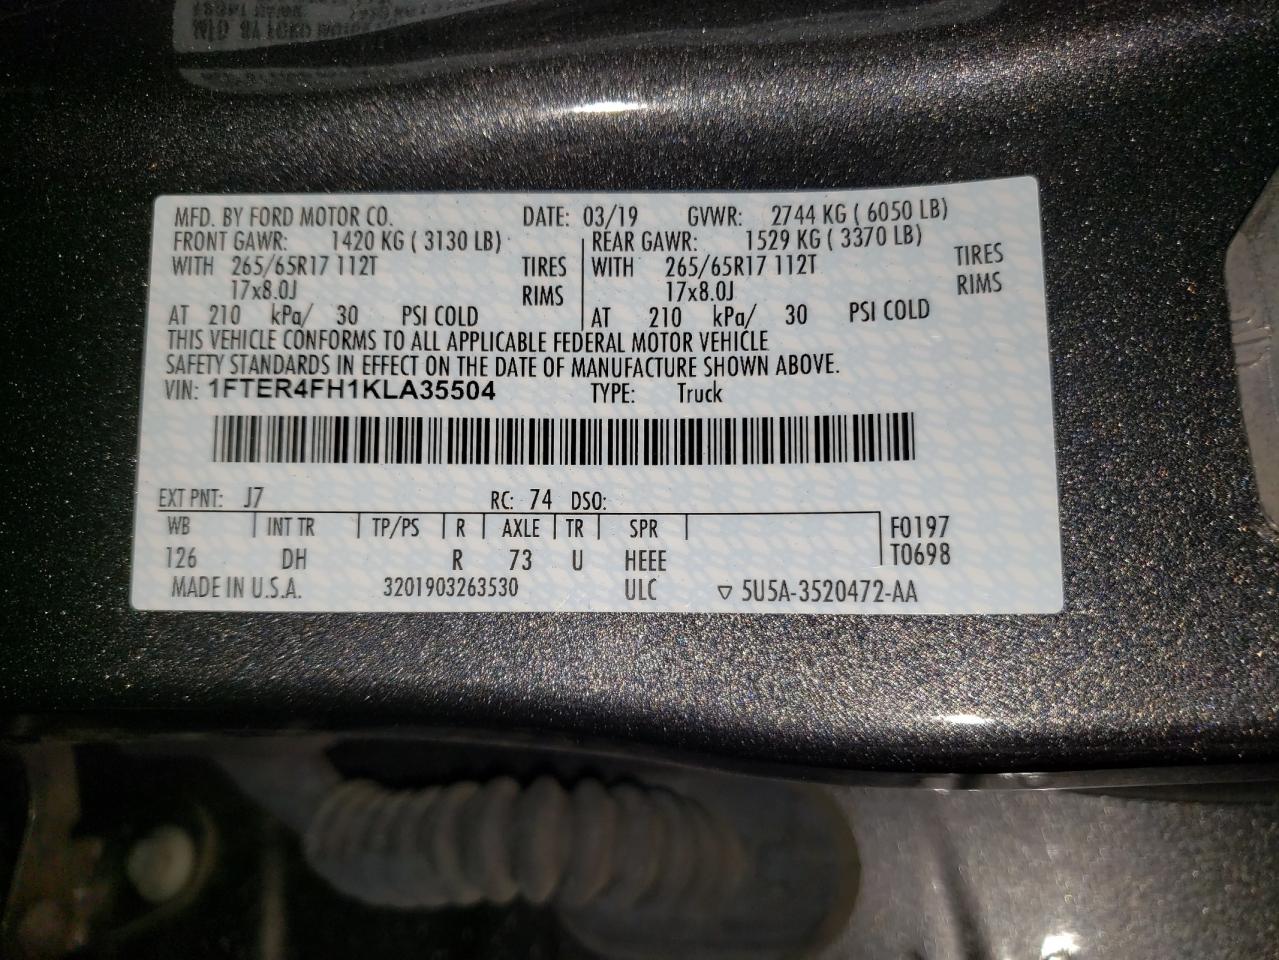 MFD. BY FORD MOTOR CO. DATE: 03/19 GVWR: 2744 KG ( 6050 LB)
FRONT GAWR: 1420 KG ( 3130 LB) REAR GAWR: 1529 KG ( 3370 LB)
WITH 265/65R17 112T TIRES WITH 265/65R17 112T TIRES
17x8.0J RIMS 17x8.0J RIMS
AT 210 kPa/ 30 PSI COLD AT 210 kPa/ 30 PSI COLD
THIS VEHICLE CONFORMS TO ALL APPLICABLE FEDERAL MOTOR VEHICLE
SAFETY STANDARDS IN EFFECT ON THE DATE OF MANUFACTURE SHOWN ABOVE.
VIN: 1FTER4FH1KLA35504 TYPE: Truck
EXT PNT: J7 RC: 74 DSO:
WB INT TR TP/PS R AXLE TR SPR F0197
126 DH R 73 U HEEE T0698
MADE IN U.S.A. 3201903263530 ULC ▽ 5U5A-3520472-AA